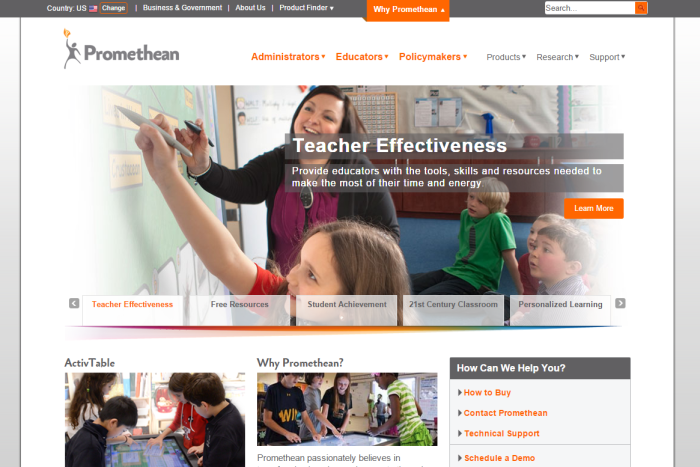 Country: US Change | Business & Government | About Us | Product Finder ▾ Why Promethean ▲ Search...
Promethean
Administrators ▾ Educators ▾ Policymakers ▾ Products ▾ Research ▾ Support ▾
Teacher Effectiveness
Provide educators with the tools, skills and resources needed to
make the most of their time and energy
Learn More
Teacher Effectiveness Free Resources Student Achievement 21st Century Classroom Personalized Learning
ActivTable
Why Promethean?
Promethean passionately believes in
How Can We Help You?
How to Buy
Contact Promethean
Technical Support
Schedule a Demo